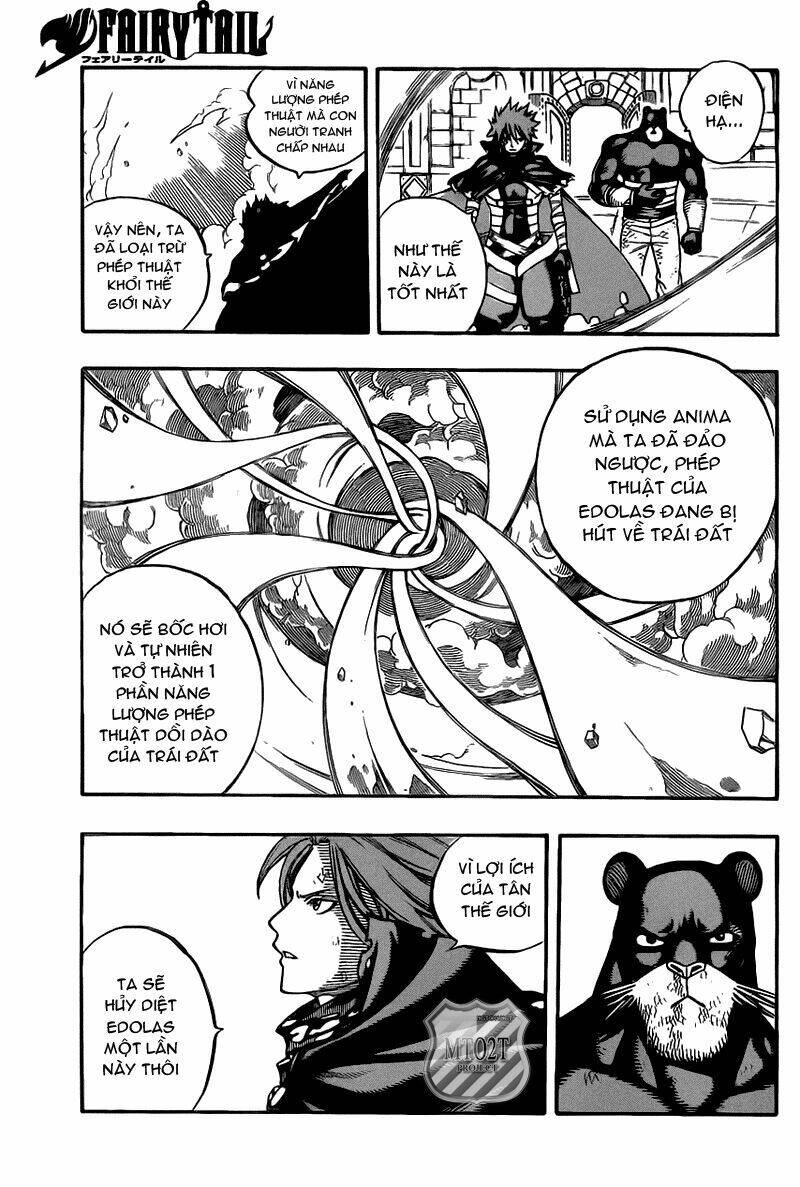 FAIRY TAIL
フェアリーテイル
ĐIỆN
HẠ...
NHƯ THẾ
NÀY LÀ
TỐT NHẤT
VÌ NĂNG
LƯỢNG PHÉP
THUẬT MÀ CON
NGƯỜI TRANH
CHẤP NHAU
VẬY NÊN, TA
ĐÃ LOẠI TRỪ
PHÉP THUẬT
KHỎI THẾ
GIỚI NÀY
SỬ DỤNG ANIMA
MÀ TA ĐÃ ĐẢO
NGƯỢC, PHÉP
THUẬT CỦA
EDOLAS ĐANG BỊ
HÚT VỀ TRÁI ĐẤT
NÓ SẼ BỐC HƠI
VÀ TỰ NHIÊN
TRỞ THÀNH 1
PHẦN NĂNG
LƯỢNG PHÉP
THUẬT DỒI DÀO
CỦA TRÁI ĐẤT
VÌ LỢI ÍCH
CỦA TÂN
THẾ GIỚI
TA SẼ
HỦY DIỆT
EDOLAS
MỘT LẦN
NÀY THÔI
MTO2T
PROJECT